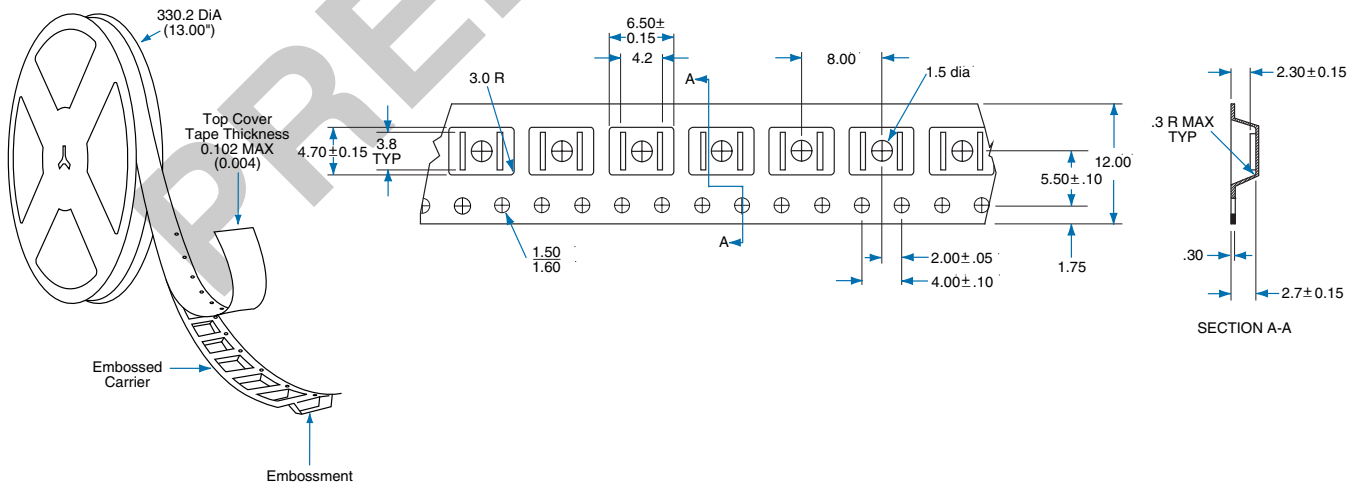 330.2 DiA
(13.00")
Top Cover
Tape Thickness
0.102 MAX
(0.004)
Embossed
Carrier
Embossment
6.50±
0.15
4.2
3.0 R
A
8.00
1.5 dia
4.70±0.15
3.8
TYP
12.00
5.50±.10
1.50
1.60
A
2.00±.05
4.00±.10
1.75
2.30±0.15
.3 R MAX
TYP
.30
2.7±0.15
SECTION A-A
PRE